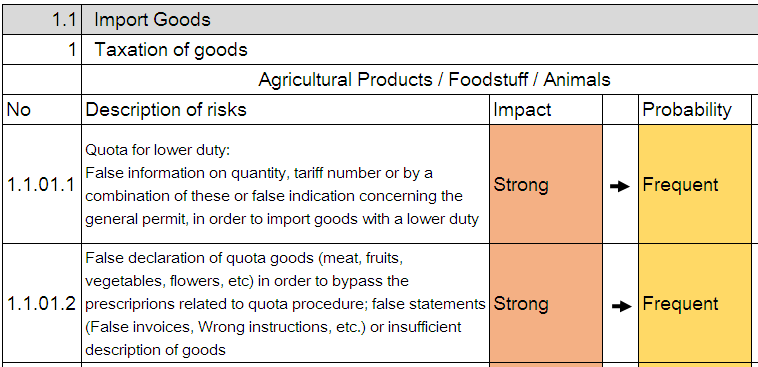 1.1 Import Goods
1 Taxation of goods
Agricultural Products / Foodstuff / Animals
No Description of risks Impact Probability
Quota for lower duty:
False information on quantity, tariff number or by a
1.1.01.1 combination of these or false indication concerning the Strong Frequent
general permit, in order to import goods with a lower duty
False declaration of quota goods (meat, fruits,
vegetables, flowers, etc) in order to bypass the
1.1.01.2 prescriprions related to quota procedure; false statements Strong Frequent
(False invoices, Wrong instructions, etc.) or insufficient
description of goods